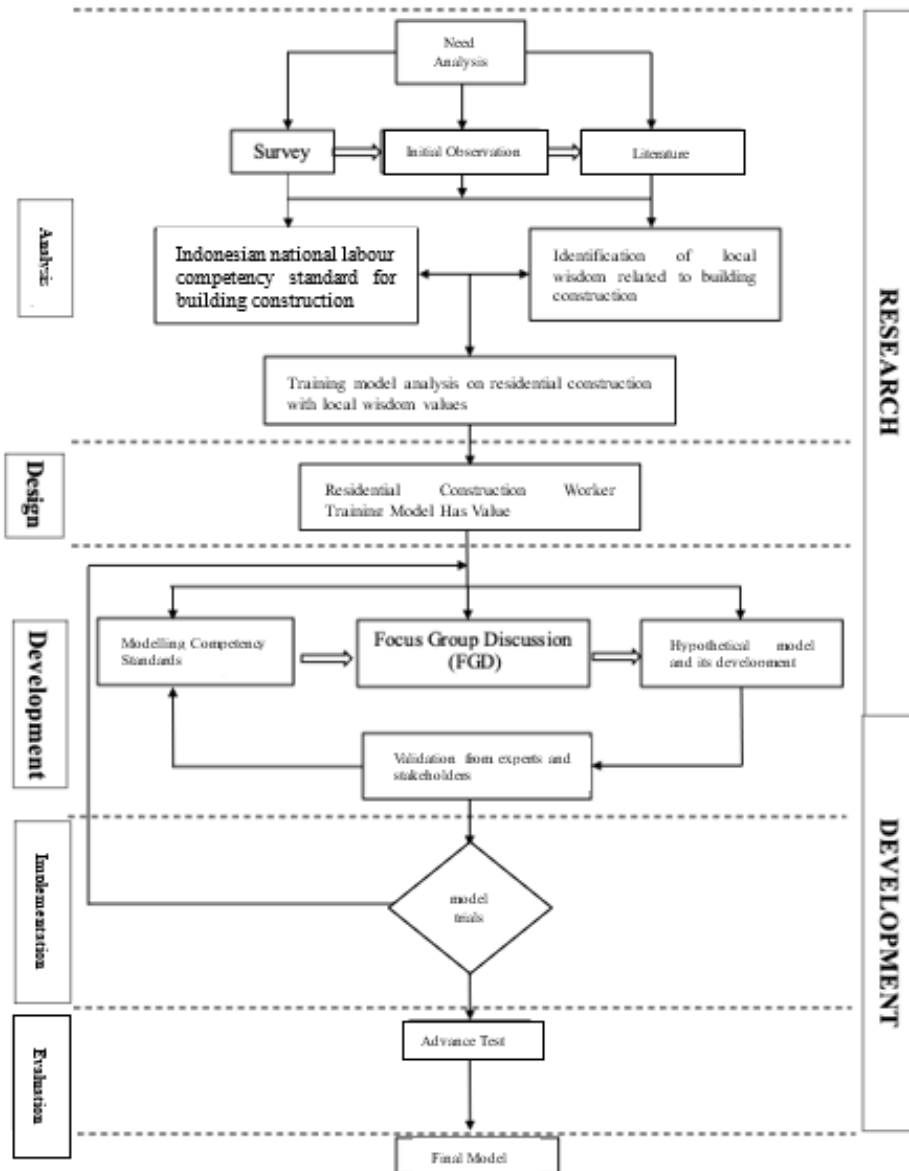 Need
Analysis
Survey
Initial Observation
Literature
Analysis
Indonesian national labour
competency standard for
building construction
Identification of local
wisdom related to building
construction
RESEARCH
Training model analysis on residential construction
with local wisdom values
Design
Residential Construction Worker
Training Model Has Value
Development
Modelling Competency
Standards
Focus Group Discussion
(FGD)
Hypothetical model
and its development
Validation from experts and
stakeholders
DEVELOPMENT
Implementation
model
trials
Evaluation
Advance Test
Final Model